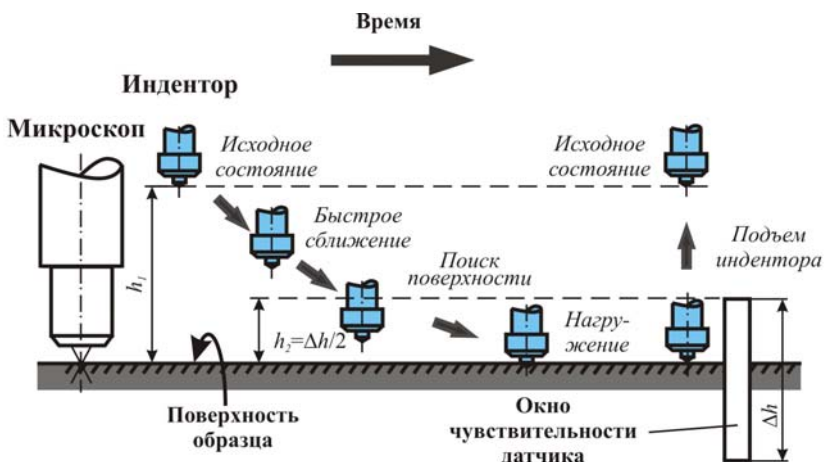 Время
Индентор
Микроскоп
Исходное
состояние
Исходное
состояние
Быстрое
сближение
Поиск
поверхности
Подъем
индентора
h₁
h₂=Δh/2
Нагру-
жение
Поверхность
образца
Окно
чувствительности
датчика
Δh